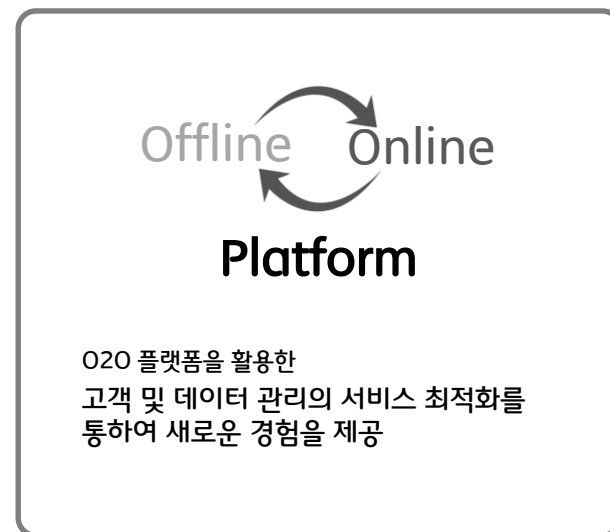 Offline Online
Platform
O2O 플랫폼을 활용한
고객 및 데이터 관리의 서비스 최적화를
통하여 새로운 경험을 제공